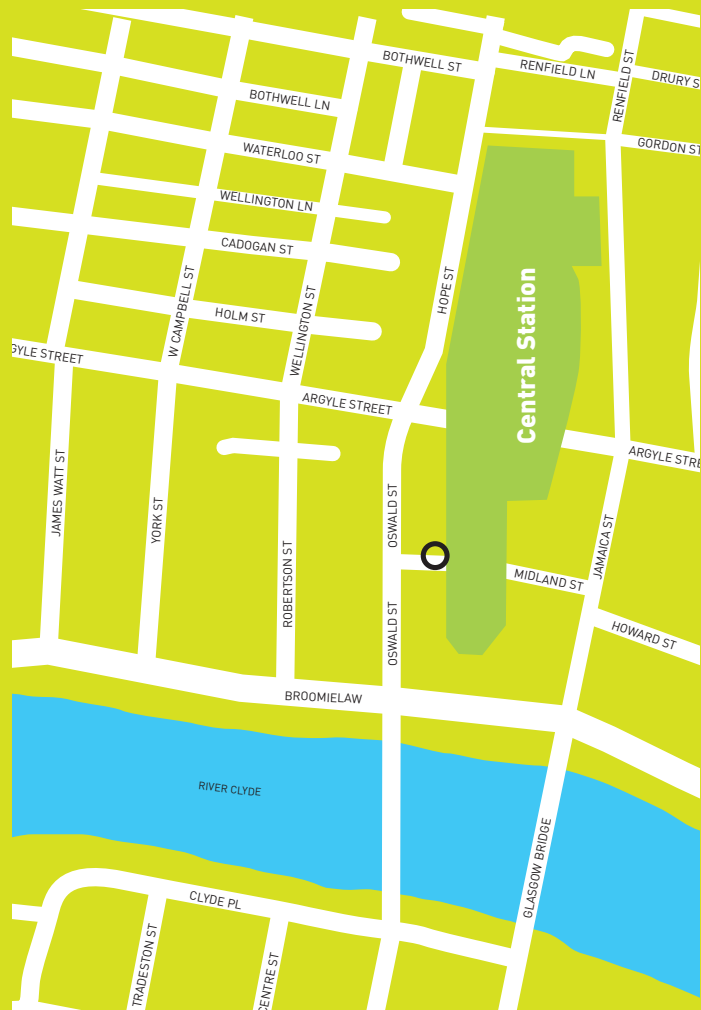 BOTHWELL ST
RENFIELD LN
RENFIELD ST
DRURY S
BOTHWELL LN
GORDON ST
WATERLOO ST
WELLINGTON LN
CADOGAN ST
HOPE ST
W CAMPBELL ST
HOLM ST
WELLINGTON ST
Central Station
GYLE STREET
ARGYLE STREET
ARGYLE STRE
JAMES WATT ST
YORK ST
OSWALD ST
JAMAICA ST
ROBERTSON ST
MIDLAND ST
OSWALD ST
HOWARD ST
BROOMIELAW
RIVER CLYDE
GLASGOW BRIDGE
CLYDE PL
TRADESTON ST
CENTRE ST